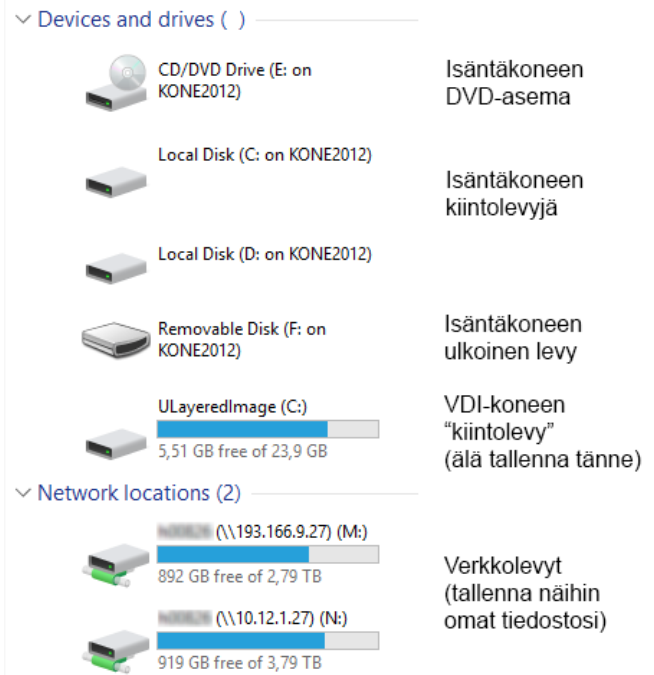 Devices and drives ( )
CD/DVD Drive (E: on
KONE2012)
Isäntäkoneen
DVD-asema
Local Disk (C: on KONE2012)
Isäntäkoneen
kiintolevyjä
Local Disk (D: on KONE2012)
Removable Disk (F: on
KONE2012)
Isäntäkoneen
ulkoinen levy
ULayeredImage (C:)
5,51 GB free of 23,9 GB
VDI-koneen
“kiintolevy”
(älä tallenna tänne)
Network locations (2)
(\\193.166.9.27) (M:)
892 GB free of 2,79 TB
(\\10.12.1.27) (N:)
919 GB free of 3,79 TB
Verkkolevyt
(tallenna näihin
omat tiedostosi)